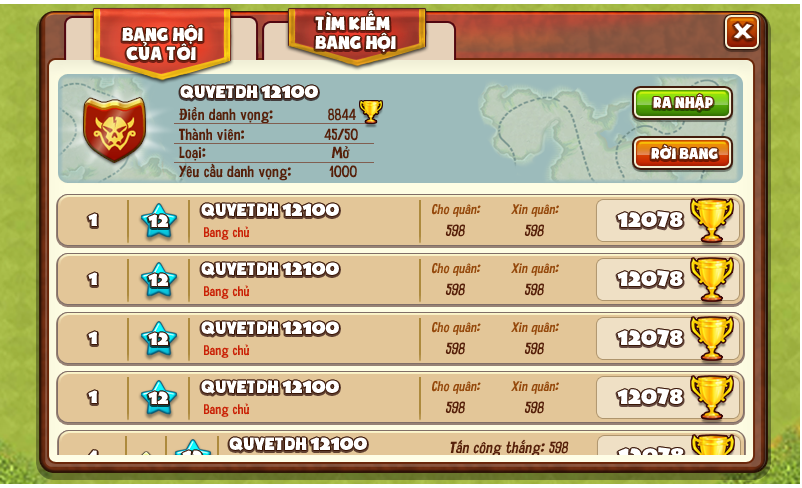 BANG HỘI
CỦA TÔI
TÌM KIẾM
BANG HỘI
QUYETDH 12100
Điển danh vọng: 8844
Thành viên: 45/50
Loại: Mở
Yêu cầu danh vọng: 1000
RA NHẬP
RỜI BANG
1 12 QUYETDH 12100 Cho quân: Xin quân: 12078
Bang chủ 598 598
1 12 QUYETDH 12100 Cho quân: Xin quân: 12078
Bang chủ 598 598
1 12 QUYETDH 12100 Cho quân: Xin quân: 12078
Bang chủ 598 598
1 12 QUYETDH 12100 Cho quân: Xin quân: 12078
Bang chủ 598 598
QUYETDH 12100 Tấn công thắng: 598 12078